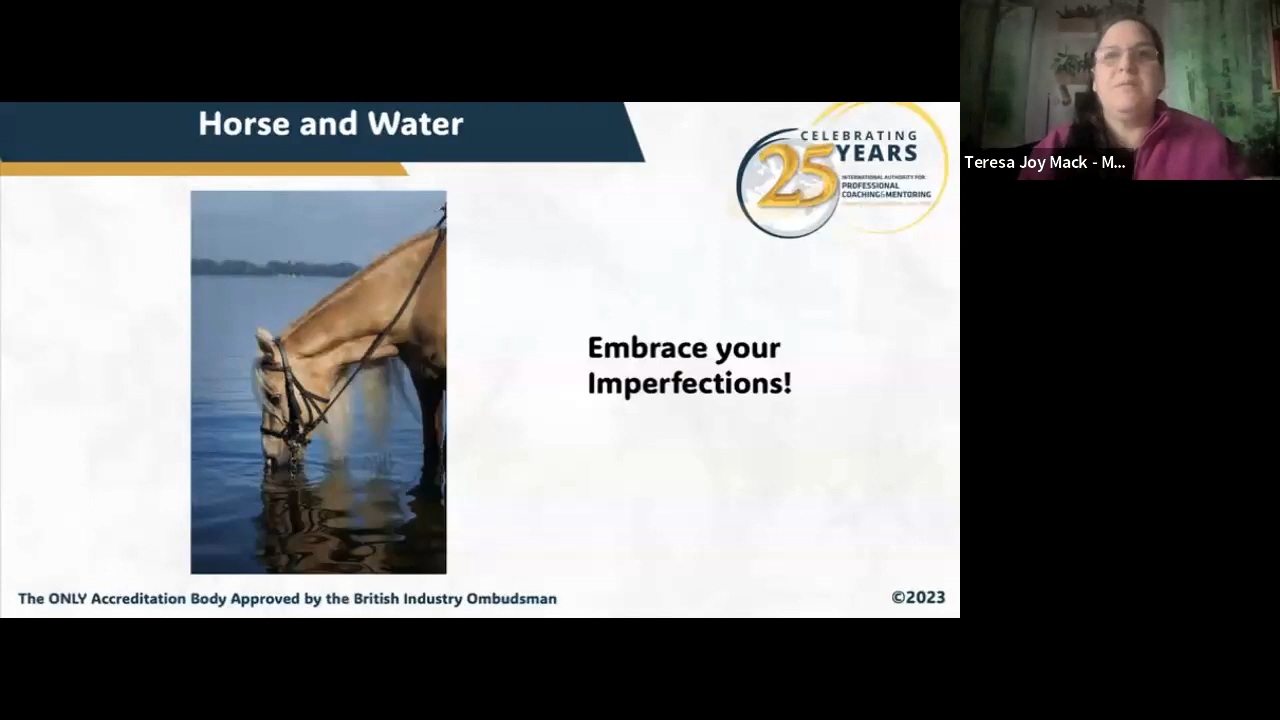 Horse and Water
CELEBRATING
25 YEARS
INTERNATIONAL AUTHORITY FOR
PROFESSIONAL
COACHING&MENTORING
Teresa Joy Mack - M...
Embrace your
Imperfections!
The ONLY Accreditation Body Approved by the British Industry Ombudsman
©2023